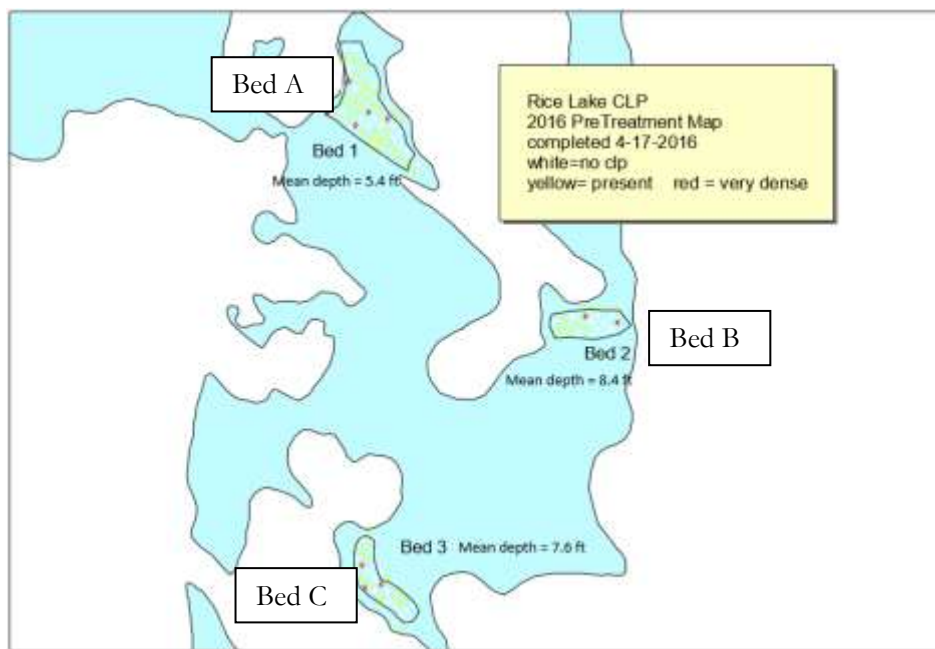 Bed A
Rice Lake CLP
2016 PreTreatment Map
completed 4-17-2016
white=no clp
yellow= present red = very dense
Bed 1
Mean depth = 5.4 ft
Bed B
Bed 2
Mean depth = 8.4 ft
Bed 3 Mean depth = 7.6 ft
Bed C